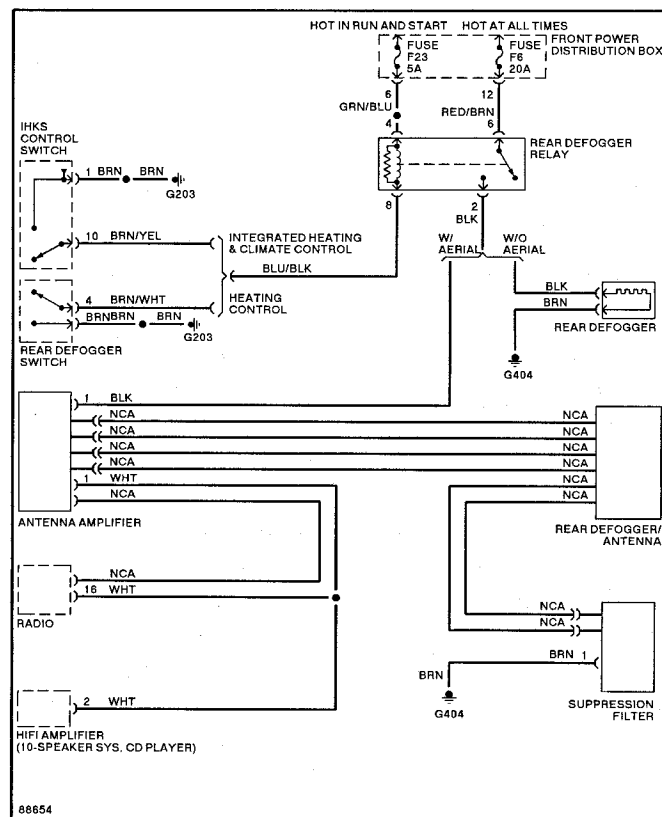 HOT IN RUN AND START
HOT AT ALL TIMES
FUSE
F23
5A
FUSE
F6
20A
FRONT POWER
DISTRIBUTION BOX
6
12
GRN/BLU
RED/BRN
4
6
REAR DEFOGGER
RELAY
8
2
BLK
IHKS
CONTROL
SWITCH
1 BRN
BRN
G203
10 BRN/YEL
INTEGRATED HEATING
& CLIMATE CONTROL
BLU/BLK
W/
AERIAL
W/O
AERIAL
4 BRN/WHT
HEATING
CONTROL
BRN
BRN
BRN
G203
REAR DEFOGGER
SWITCH
BLK
BRN
REAR DEFOGGER
G404
1 BLK
NCA
NCA
NCA
NCA
NCA
NCA
NCA
NCA
1 WHT
NCA
NCA
NCA
ANTENNA AMPLIFIER
REAR DEFOGGER/
ANTENNA
NCA
16 WHT
RADIO
NCA
NCA
BRN 1
BRN
G404
SUPPRESSION
FILTER
2 WHT
HIFI AMPLIFIER
(10-SPEAKER SYS, CD PLAYER)
88654